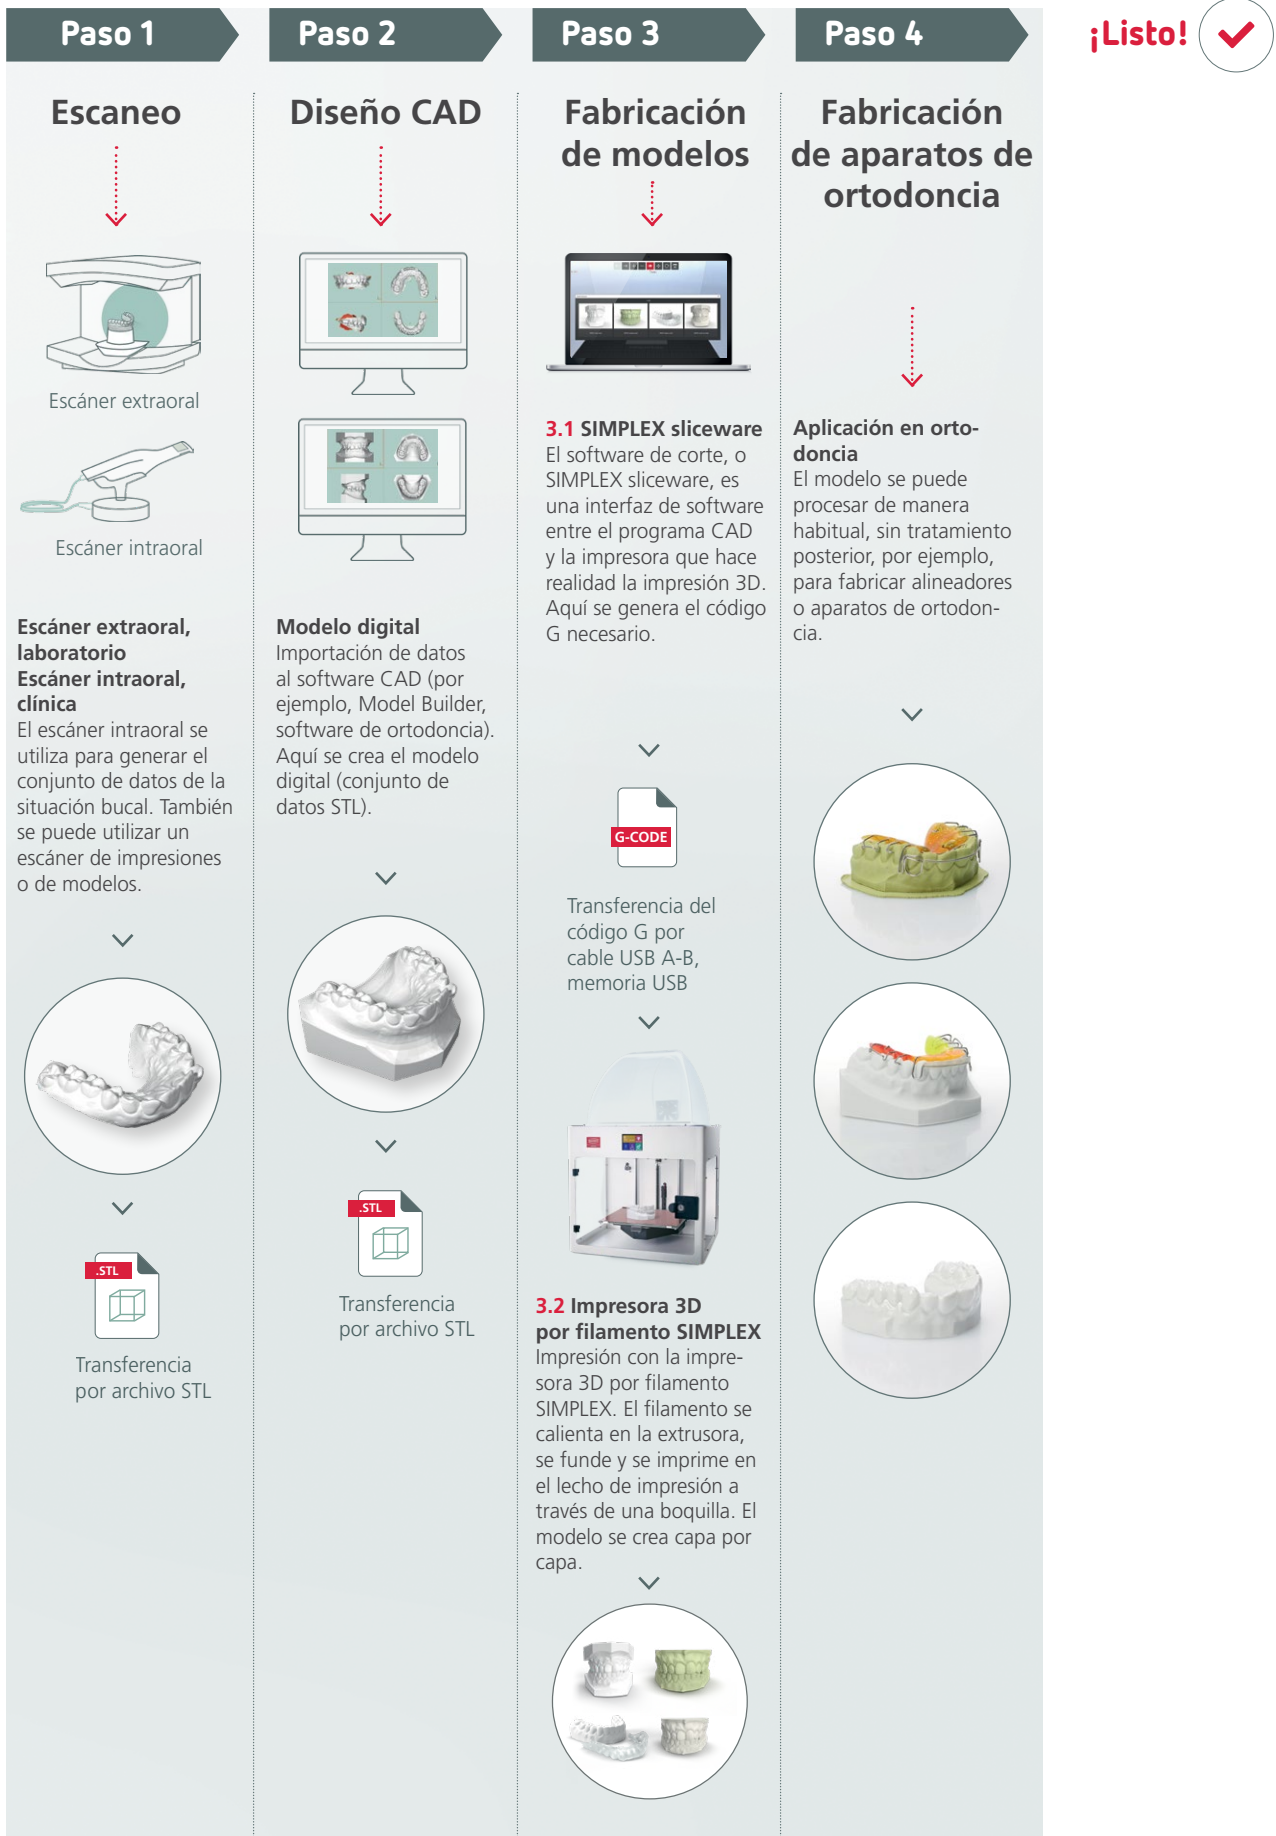 Paso 1
Paso 2
Paso 3
Paso 4
¡Listo!
Escaneo
Escáner extraoral
Escáner intraoral
Escáner extraoral,
laboratorio
Escáner intraoral,
clínica
El escáner intraoral se
utiliza para generar el
conjunto de datos de la
situación bucal. También
se puede utilizar un
escáner de impresiones
o de modelos.
.STL
Transferencia
por archivo STL
Diseño CAD
Modelo digital
Importación de datos
al software CAD (por
ejemplo, Model Builder,
software de ortodoncia).
Aquí se crea el modelo
digital (conjunto de
datos STL).
.STL
Transferencia
por archivo STL
Fabricación
de modelos
3.1 SIMPLEX sliceware
El software de corte, o
SIMPLEX sliceware, es
una interfaz de software
entre el programa CAD
y la impresora que hace
realidad la impresión 3D.
Aquí se genera el código
G necesario.
G-CODE
Transferencia del
código G por
cable USB A-B,
memoria USB
3.2 Impresora 3D
por filamento SIMPLEX
Impresión con la impre-
sora 3D por filamento
SIMPLEX. El filamento se
calienta en la extrusora,
se funde y se imprime en
el lecho de impresión a
través de una boquilla. El
modelo se crea capa por
capa.
Fabricación
de aparatos de
ortodoncia
Aplicación en orto-
doncia
El modelo se puede
procesar de manera
habitual, sin tratamiento
posterior, por ejemplo,
para fabricar alineadores
o aparatos de ortodon-
cia.